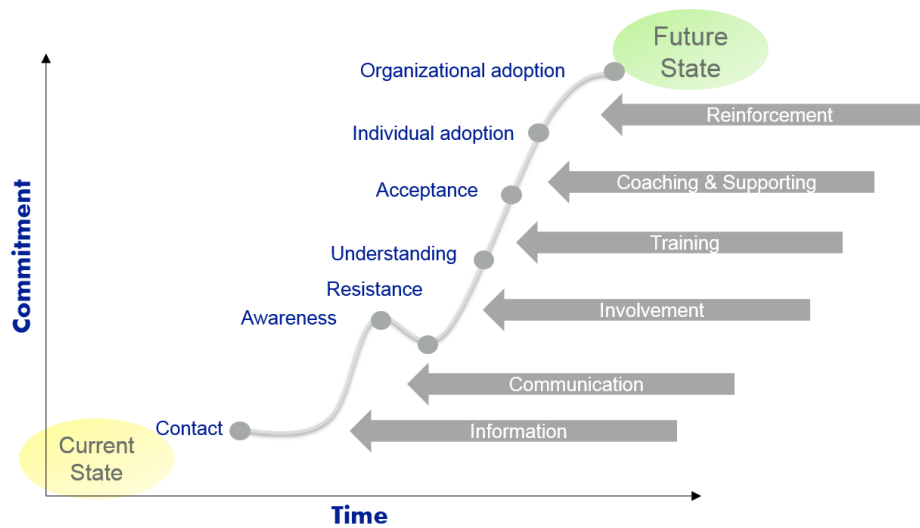 Future
State
Organizational adoption
Reinforcement
Individual adoption
Coaching & Supporting
Acceptance
Training
Understanding
Resistance
Awareness
Involvement
Communication
Contact
Information
Current
State
Commitment
Time